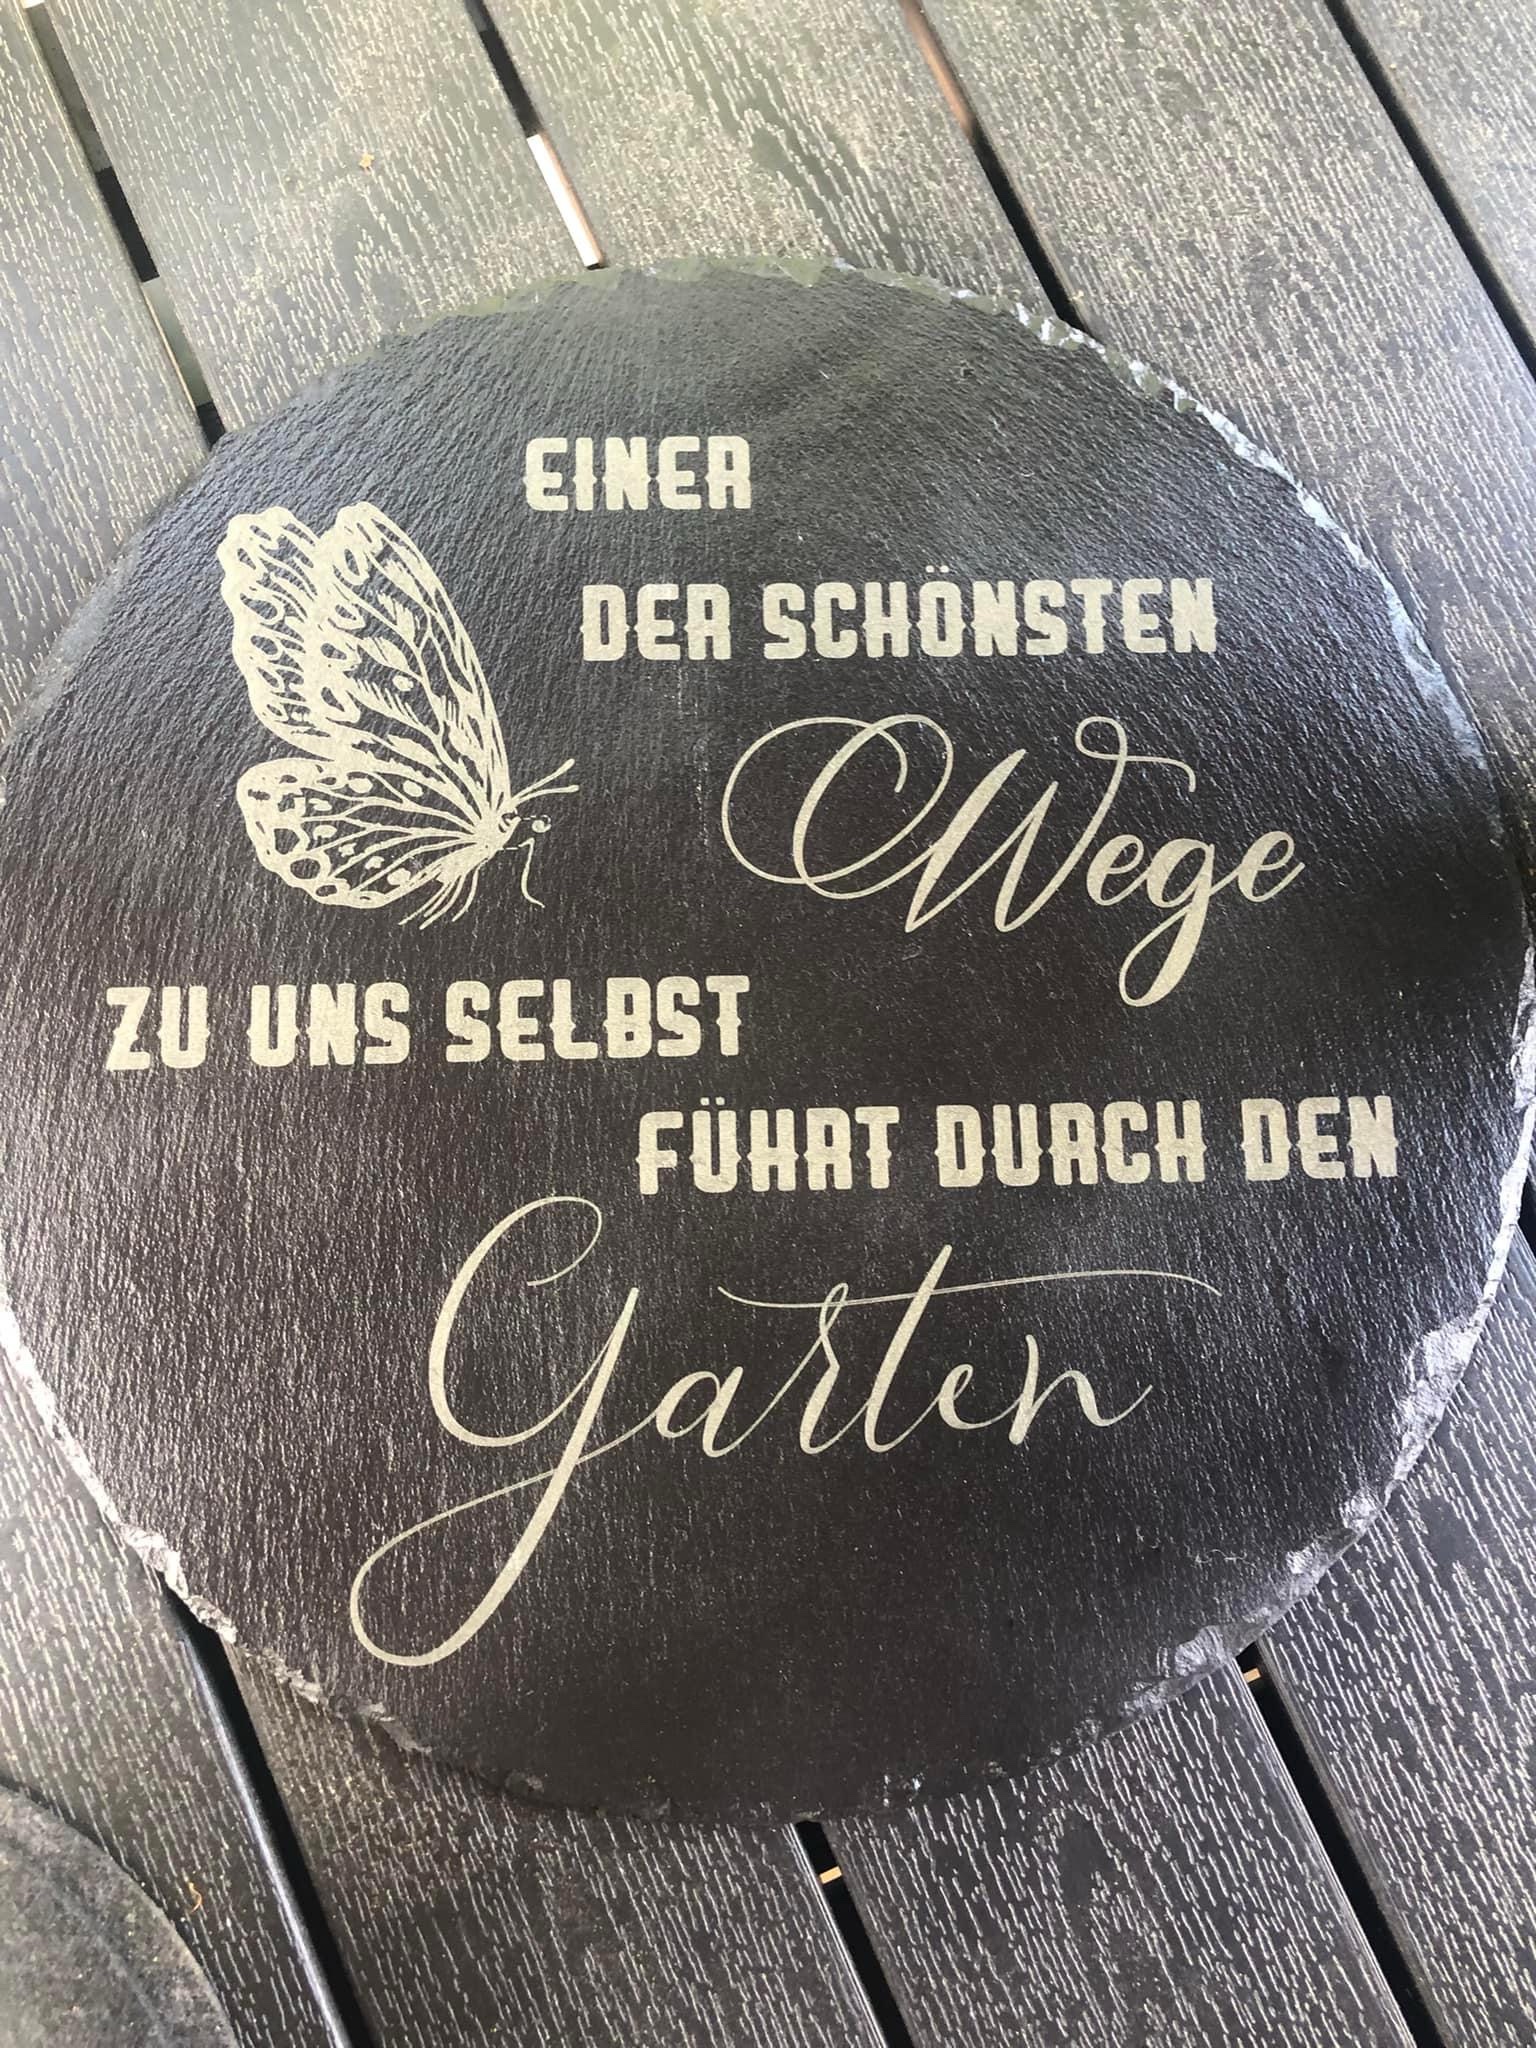 EINER
DER SCHÖNSTEN
Wege
ZU UNS SELBST
FÜHRT DURCH DEN
Garten